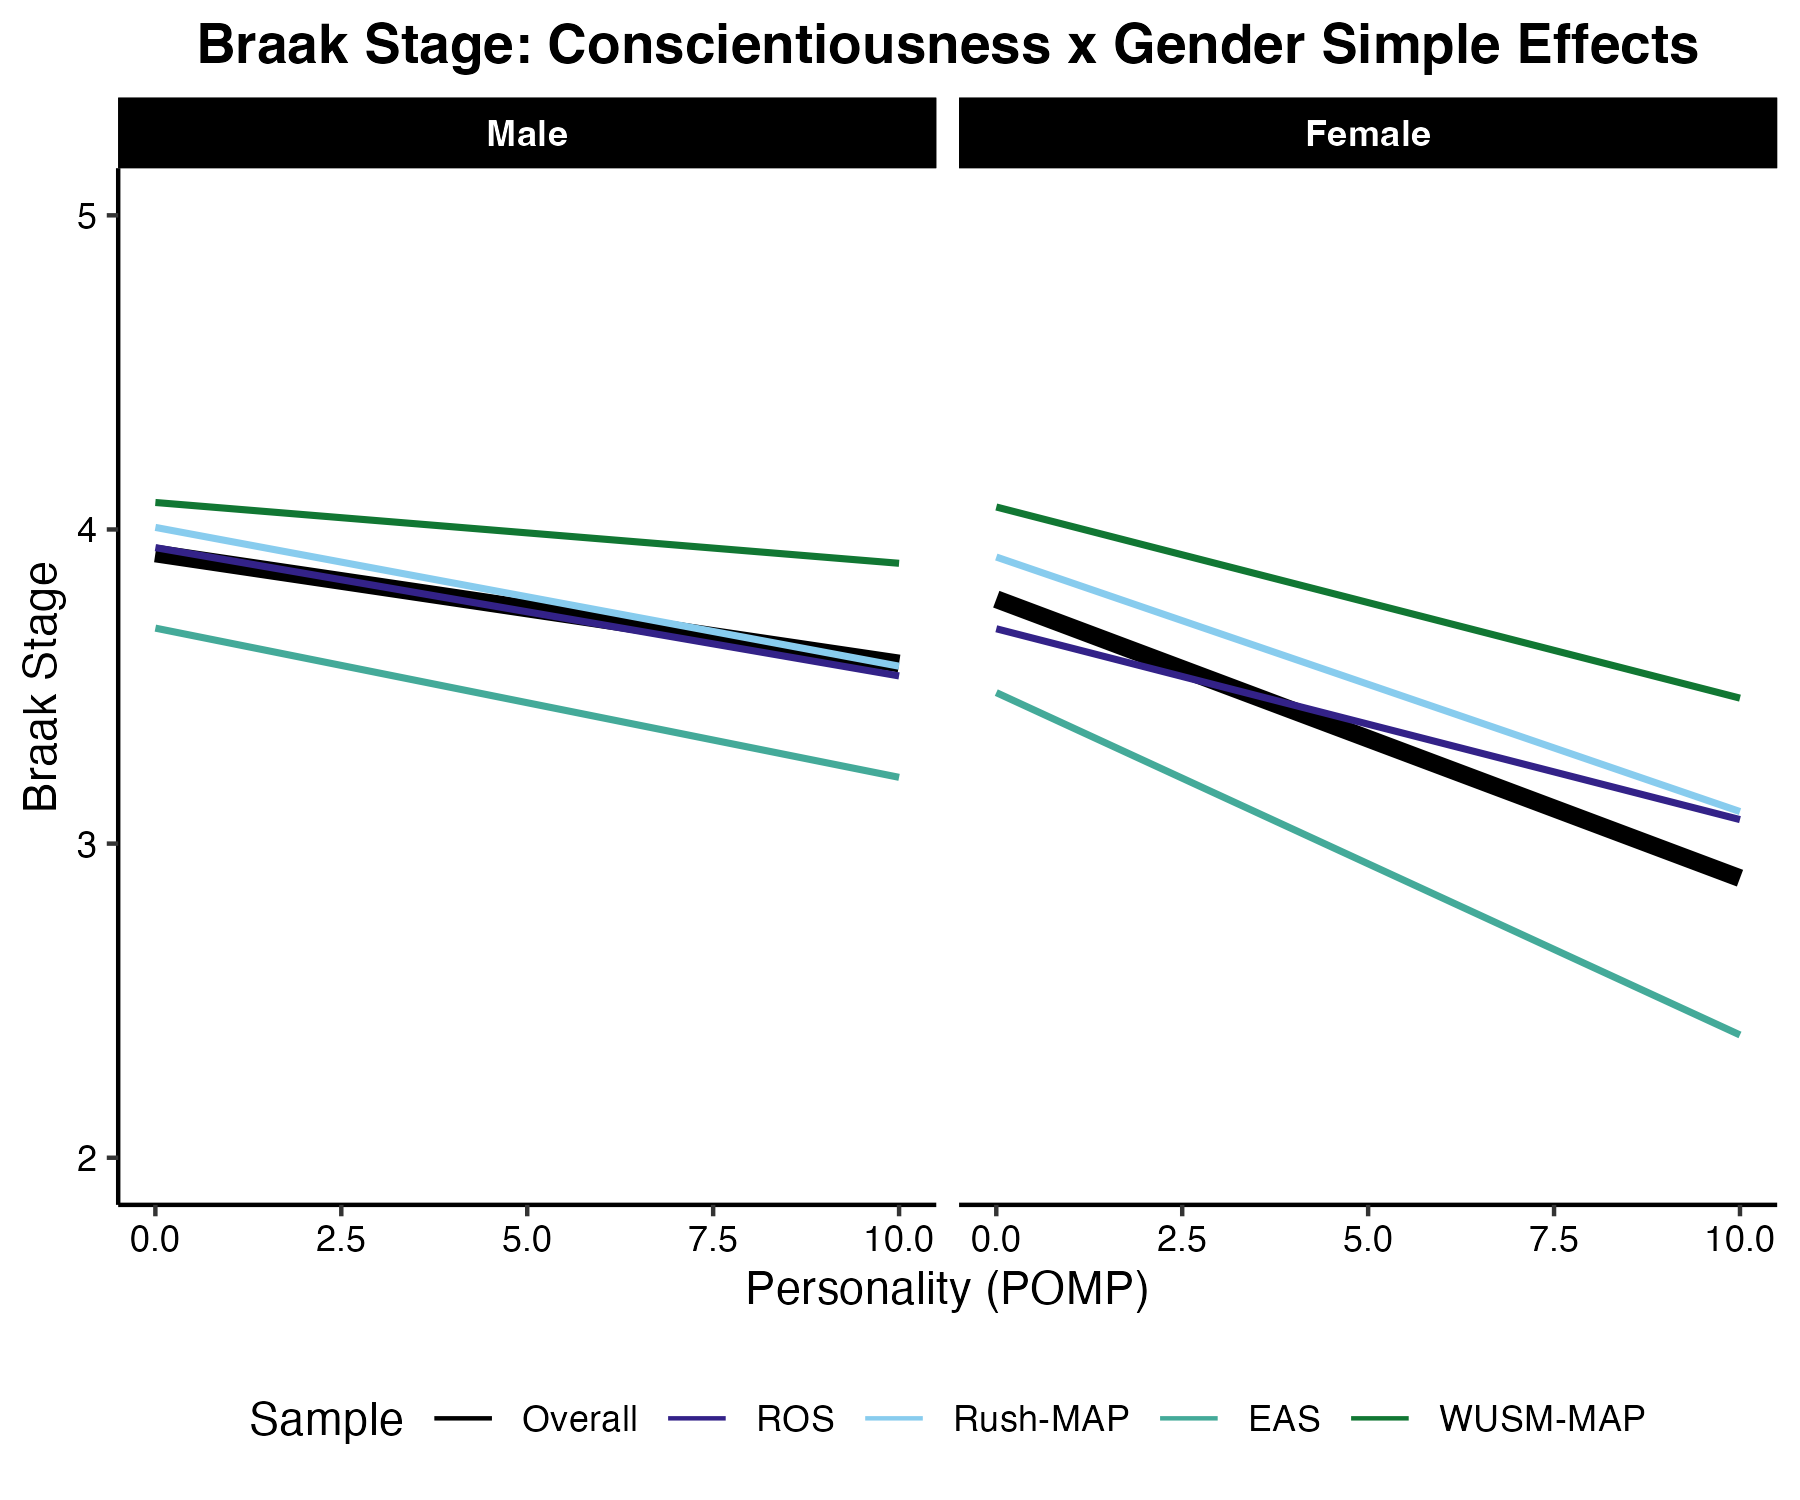 Braak Stage: Conscientiousness x Gender Simple Effects
Male Female
5
4
3
2
Braak Stage
0.0 2.5 5.0 7.5 10.0 0.0 2.5 5.0 7.5 10.0
Personality (POMP)
Sample Overall ROS Rush-MAP EAS WUSM-MAP